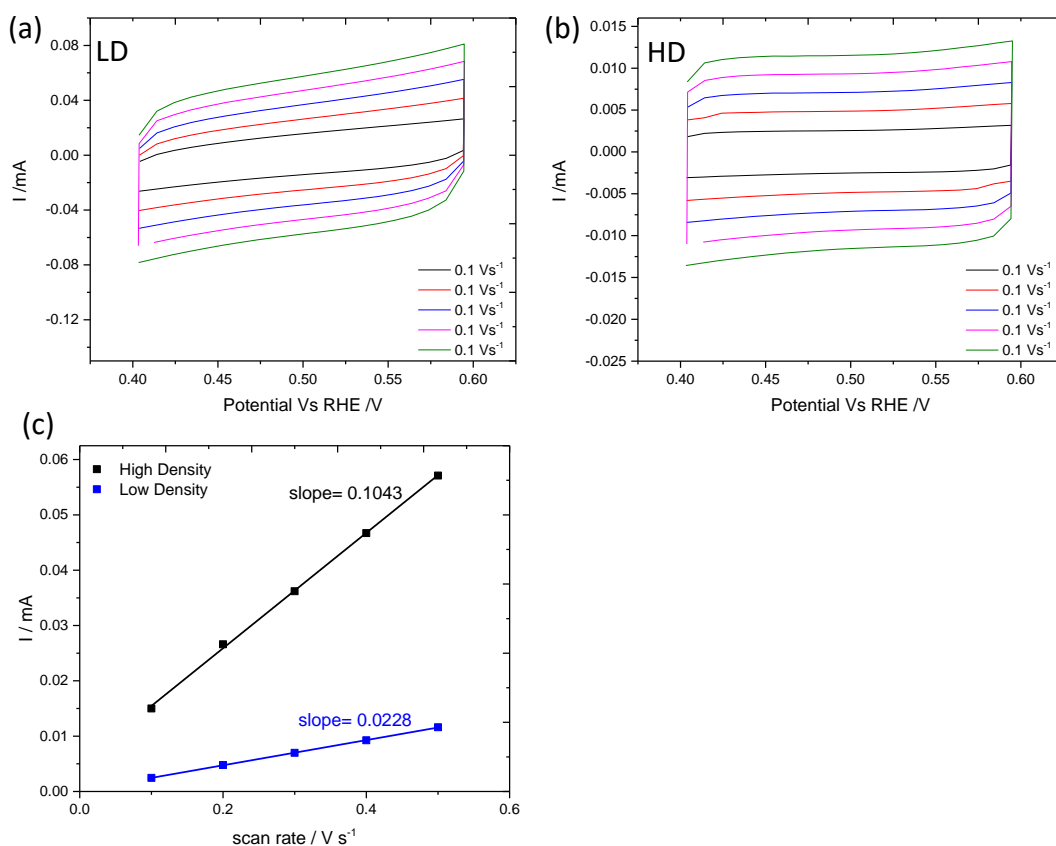 (a)
LD
I /mA
0.08
0.04
0.00
-0.04
-0.08
-0.12
0.40
0.45
0.50
0.55
0.60
Potential Vs RHE /V
0.1 Vs⁻¹
0.1 Vs⁻¹
0.1 Vs⁻¹
0.1 Vs⁻¹
0.1 Vs⁻¹
(b)
HD
I /mA
0.015
0.010
0.005
0.000
-0.005
-0.010
-0.015
-0.020
-0.025
0.40
0.45
0.50
0.55
0.60
Potential Vs RHE /V
0.1 Vs⁻¹
0.1 Vs⁻¹
0.1 Vs⁻¹
0.1 Vs⁻¹
0.1 Vs⁻¹
(c)
High Density
Low Density
slope= 0.1043
slope= 0.0228
I / mA
0.06
0.05
0.04
0.03
0.02
0.01
0.00
0.0
0.2
0.4
0.6
scan rate / V s⁻¹